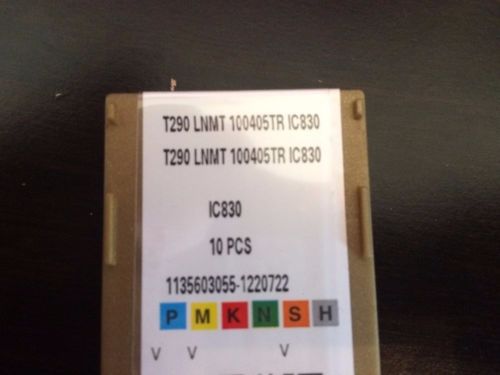 T290 LNMT 100405TR IC830
T290 LNMT 100405TR IC830
IC830
10 PCS
1135603055-1220722
P M K N S H
V V V